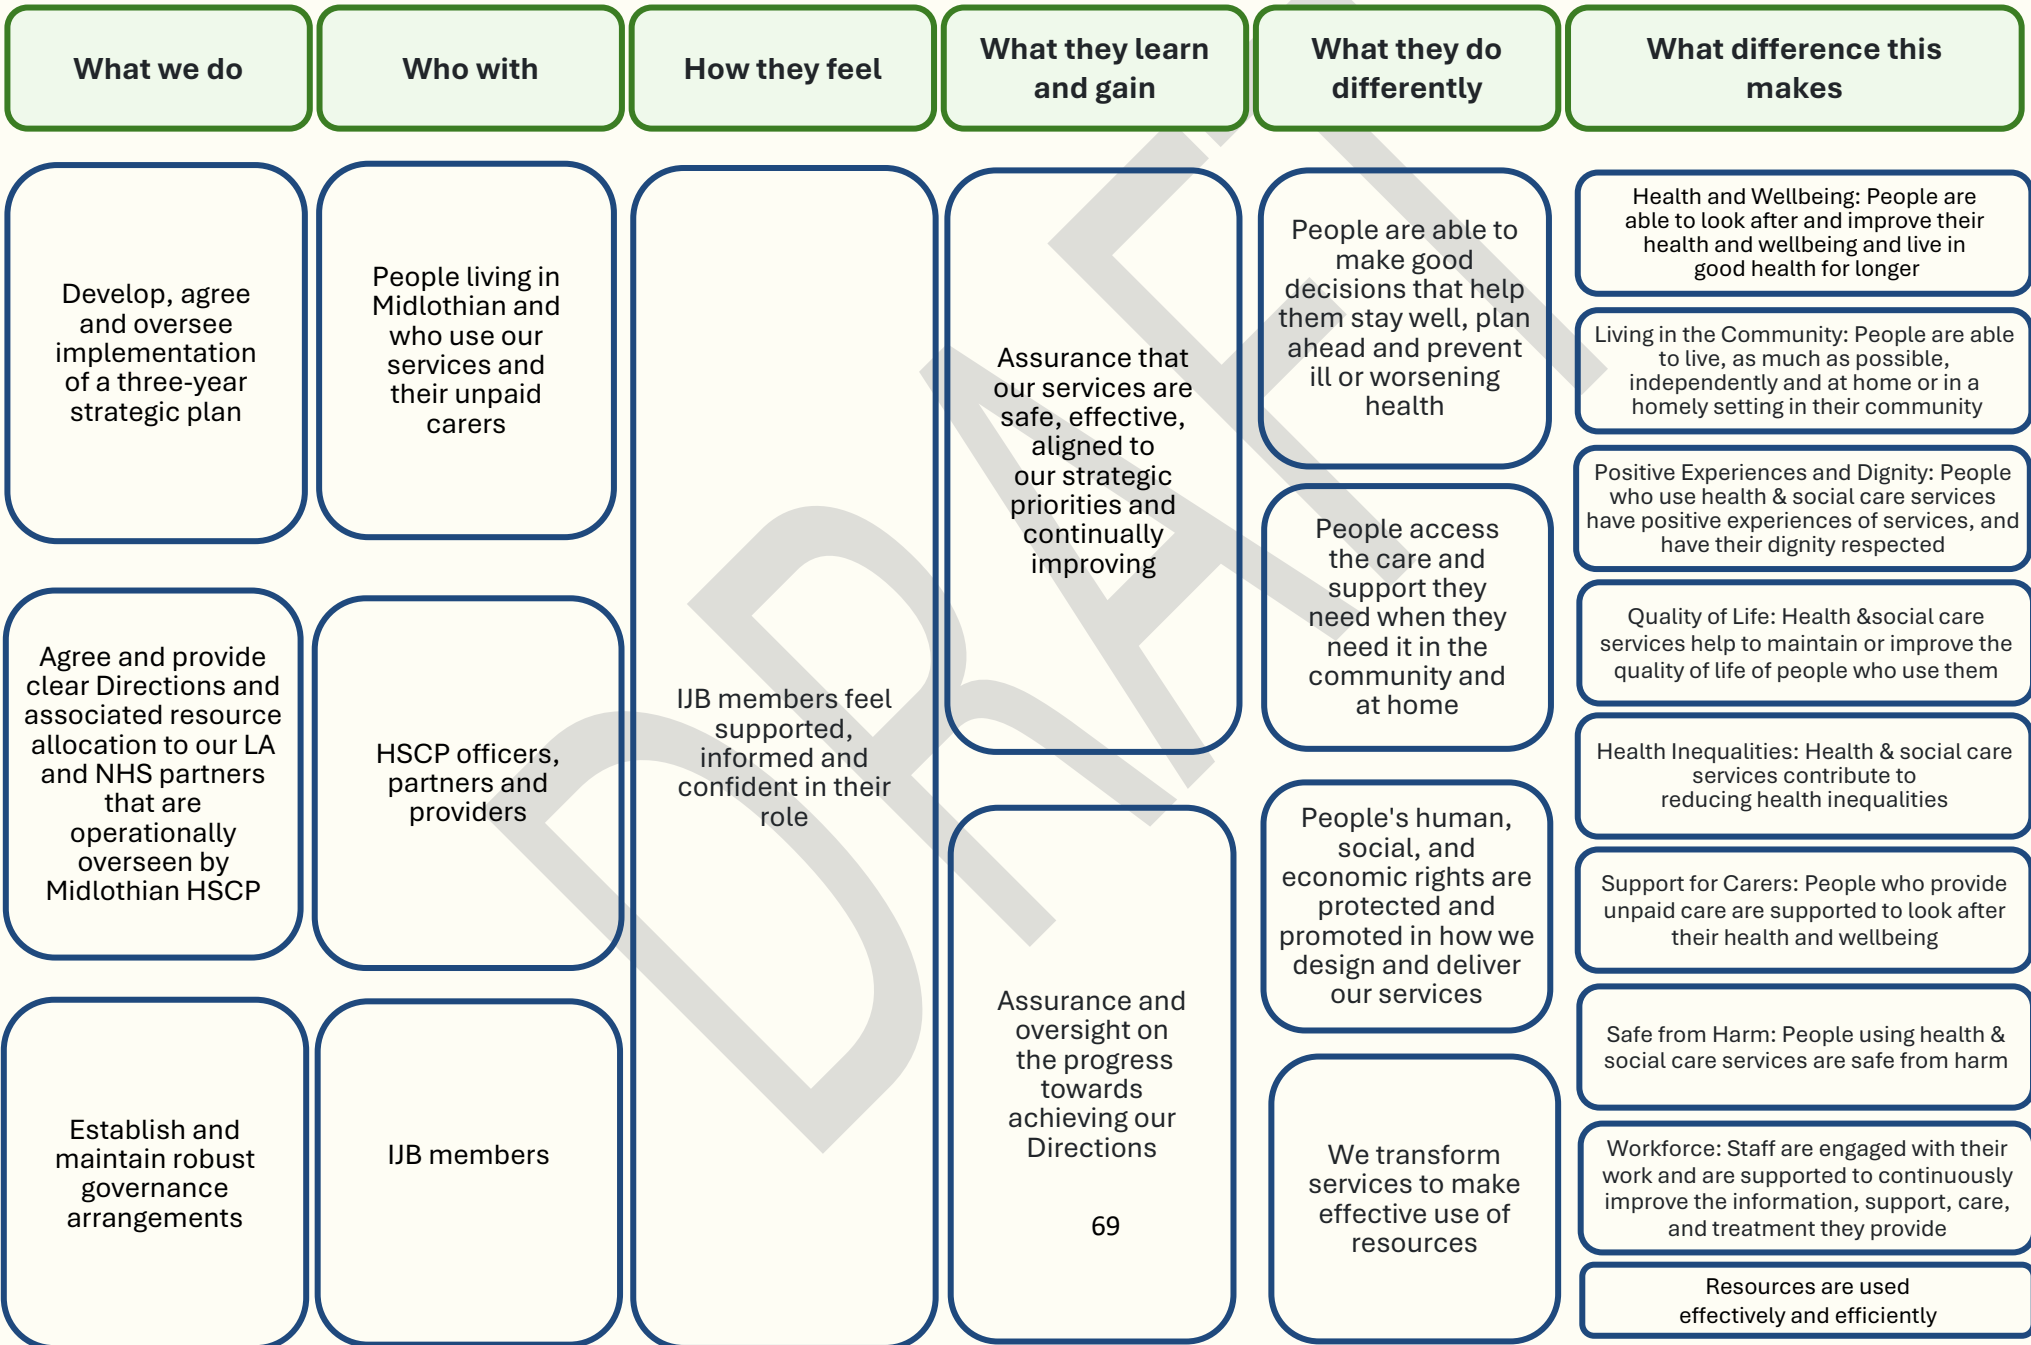 What we do
Who with
How they feel
What they learn
and gain
What they do
differently
What difference this
makes
Develop, agree
and oversee
implementation
of a three-year
strategic plan
Agree and provide
clear Directions and
associated resource
allocation to our LA
and NHS partners
that are
operationally
overseen by
Midlothian HSCP
Establish and
maintain robust
governance
arrangements
People living in
Midlothian and
who use our
services and
their unpaid
carers
HSCP officers,
partners and
providers
IJB members
IJB members feel
supported,
informed and
confident in their
role
Assurance that
our services are
safe, effective,
aligned to
our strategic
priorities and
continually
improving
Assurance and
oversight on
the progress
towards
achieving our
Directions
69
People are able to
make good
decisions that help
them stay well, plan
ahead and prevent
ill or worsening
health
People access
the care and
support they
need when they
need it in the
community and
at home
People's human,
social, and
economic rights are
protected and
promoted in how we
design and deliver
our services
We transform
services to make
effective use of
resources
Health and Wellbeing: People are
able to look after and improve their
health and wellbeing and live in
good health for longer
Living in the Community: People are able
to live, as much as possible,
independently and at home or in a
homely setting in their community
Positive Experiences and Dignity: People
who use health & social care services
have positive experiences of services, and
have their dignity respected
Quality of Life: Health &social care
services help to maintain or improve the
quality of life of people who use them
Health Inequalities: Health & social care
services contribute to
reducing health inequalities
Support for Carers: People who provide
unpaid care are supported to look after
their health and wellbeing
Safe from Harm: People using health &
social care services are safe from harm
Workforce: Staff are engaged with their
work and are supported to continuously
improve the information, support, care,
and treatment they provide
Resources are used
effectively and efficiently
DRAFT